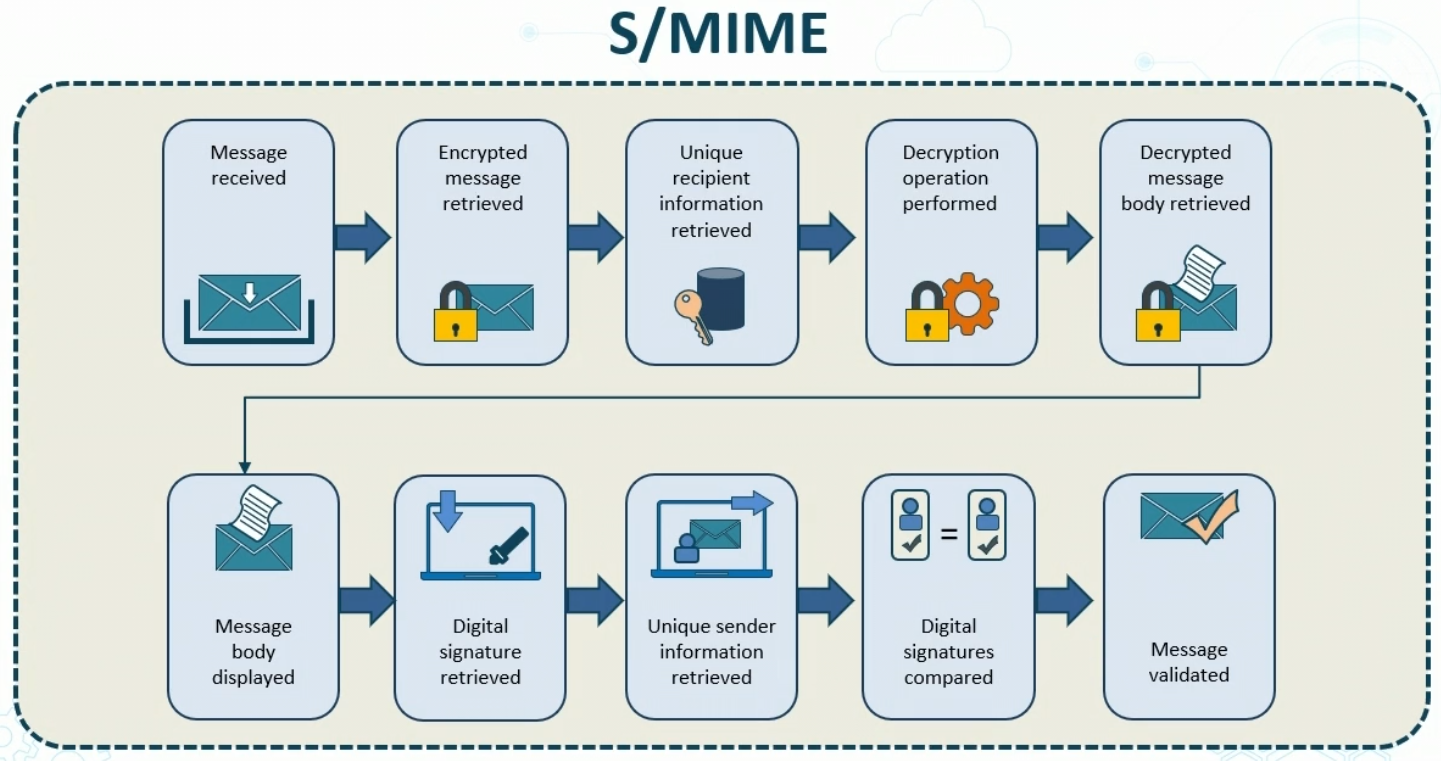 S/MIME
Message
received
Encrypted
message
retrieved
Unique
recipient
information
retrieved
Decryption
operation
performed
Decrypted
message
body retrieved
Message
body
displayed
Digital
signature
retrieved
Unique sender
information
retrieved
=
Digital
signatures
compared
Message
validated